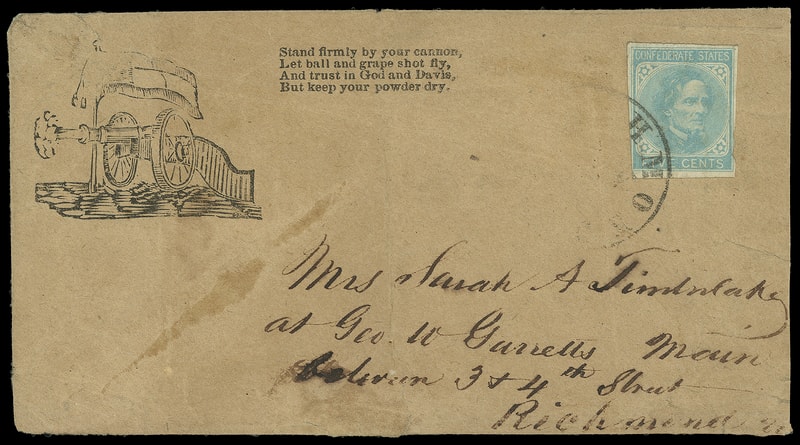 Stand firmly by your cannon,
Let ball and grape shot fly,
And trust in God and Davis,
But keep your powder dry.
CONFEDERATE STATES
CENTS
H M O
Mrs Sarah A Timberlake
at Geo. W Garretts Main
between 3 & 4th Street
Richmond